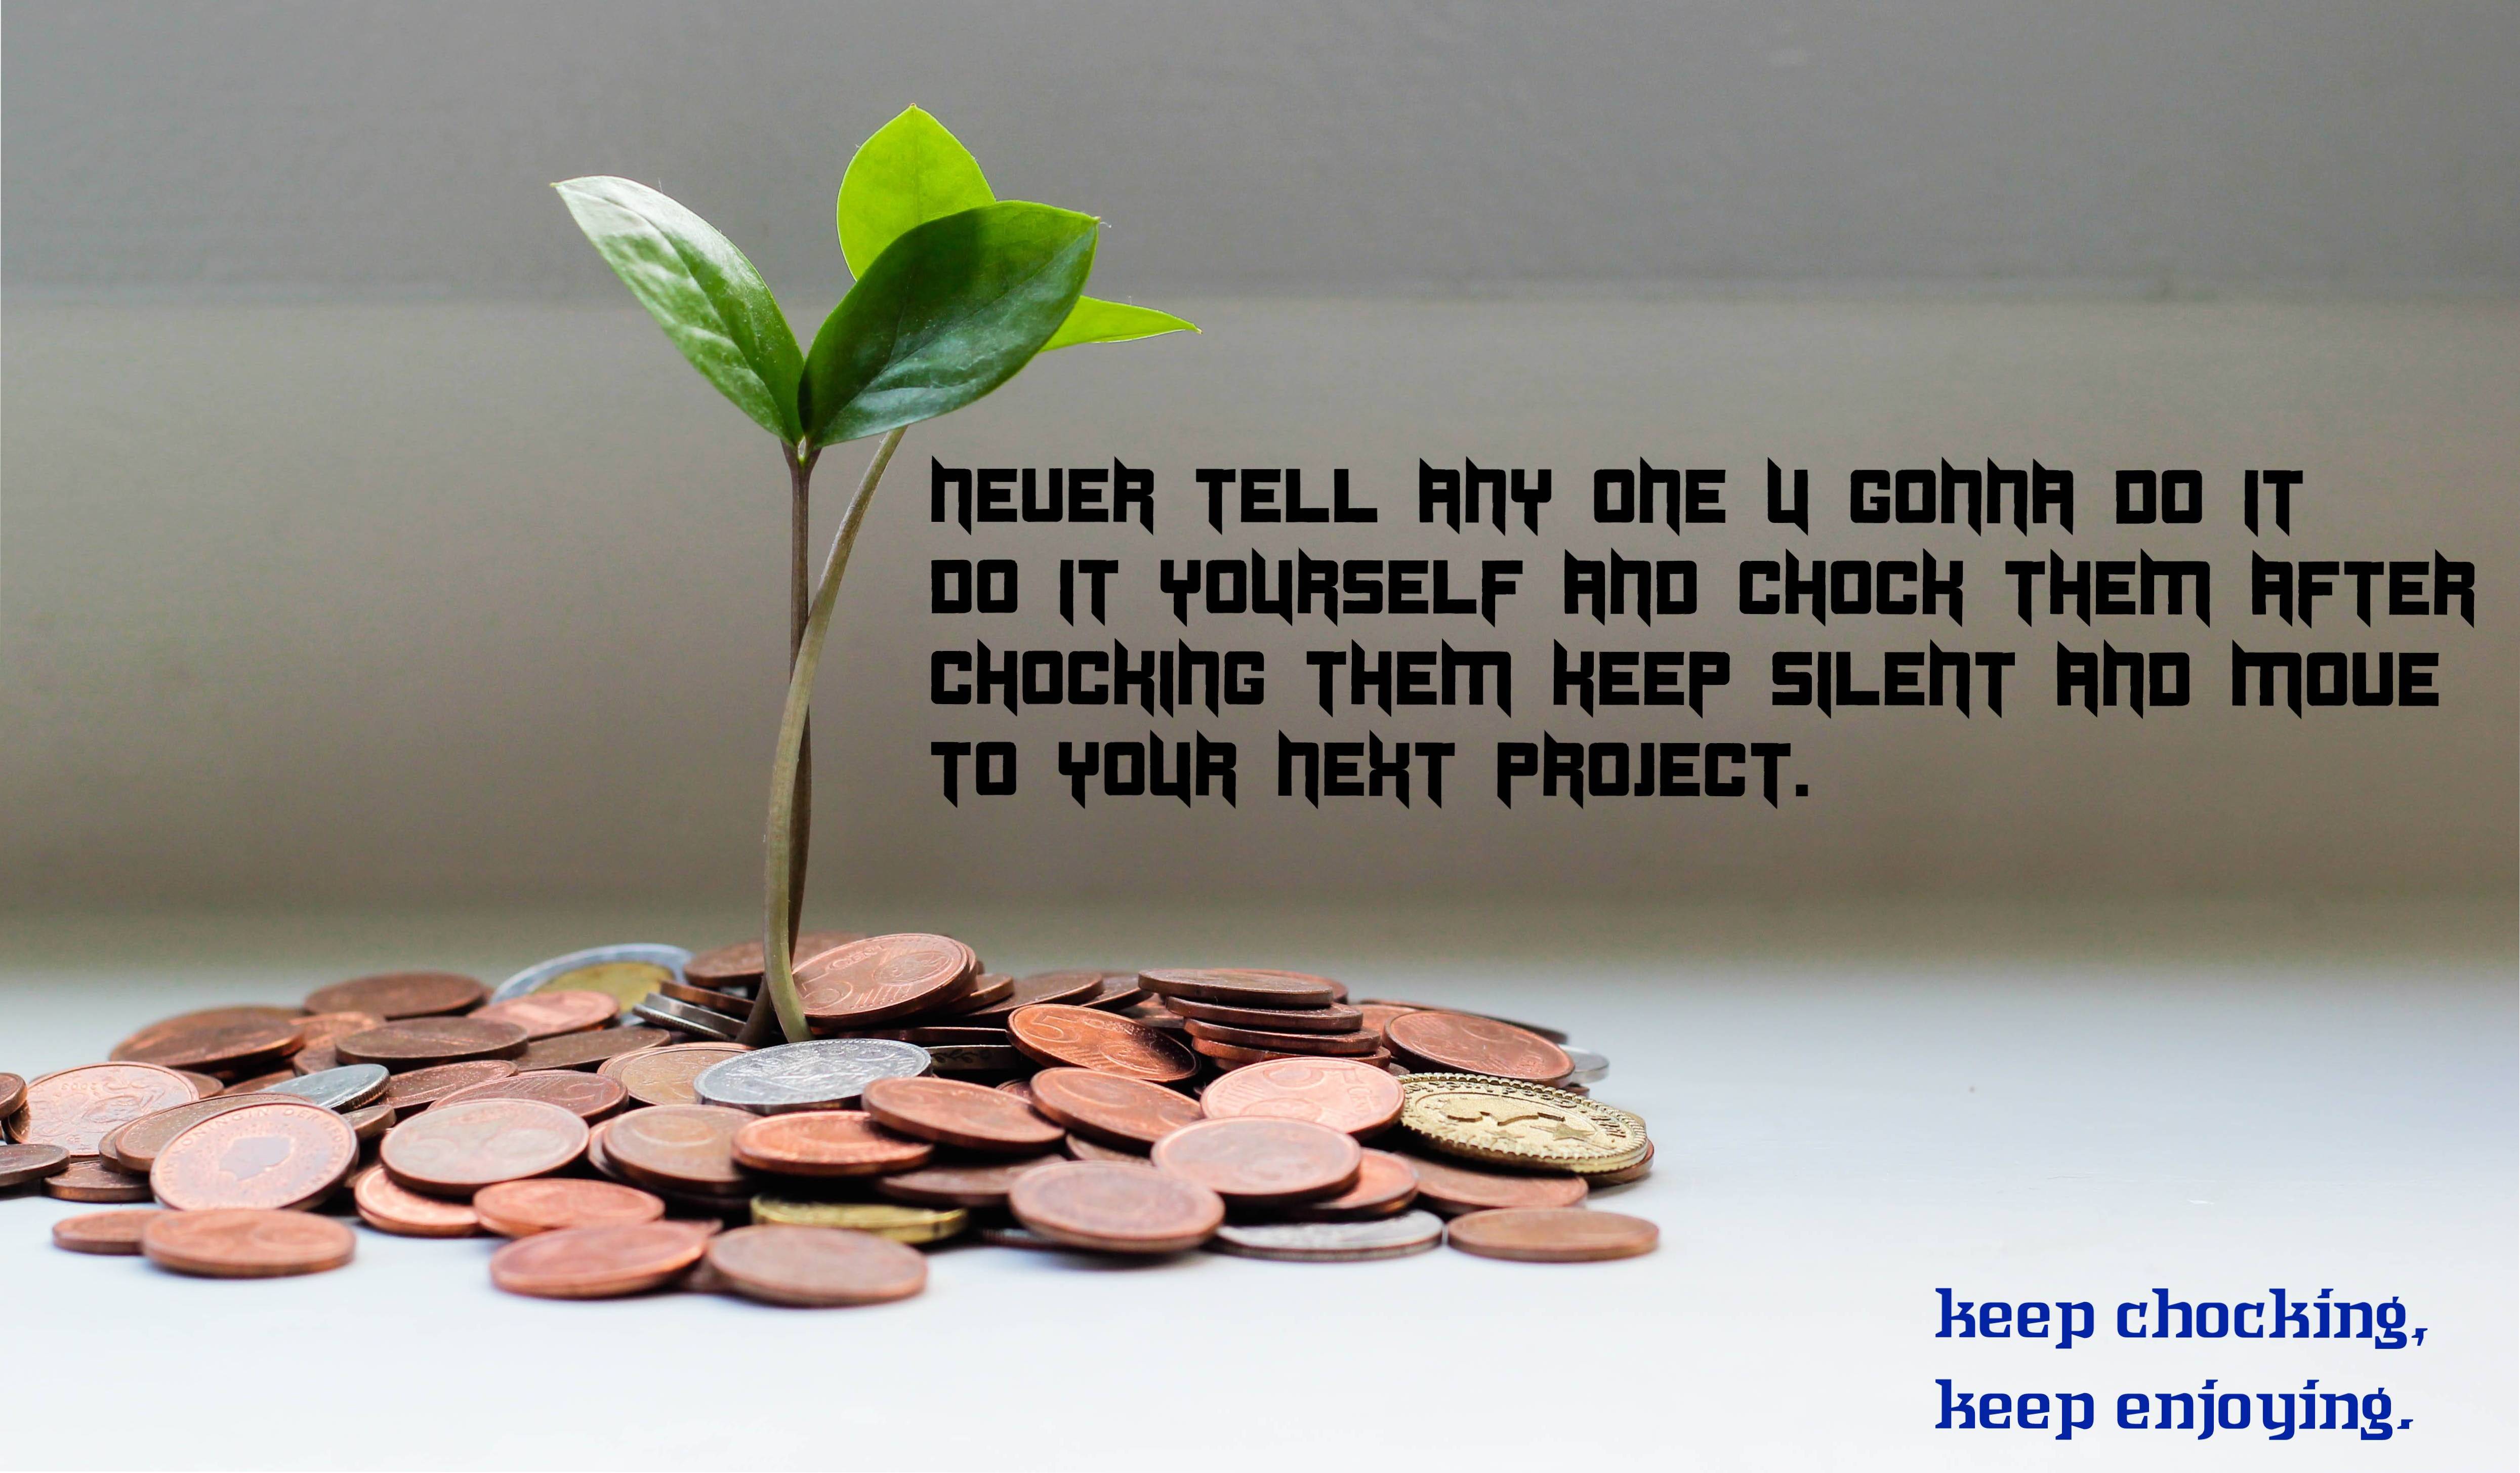 NEVER TELL ANY ONE U GONNA DO IT
DO IT YOURSELF AND CHOCK THEM AFTER
CHOCKING THEM KEEP SILENT AND MOVE
TO YOUR NEXT PROJECT.
keep chocking,
keep enjoying.